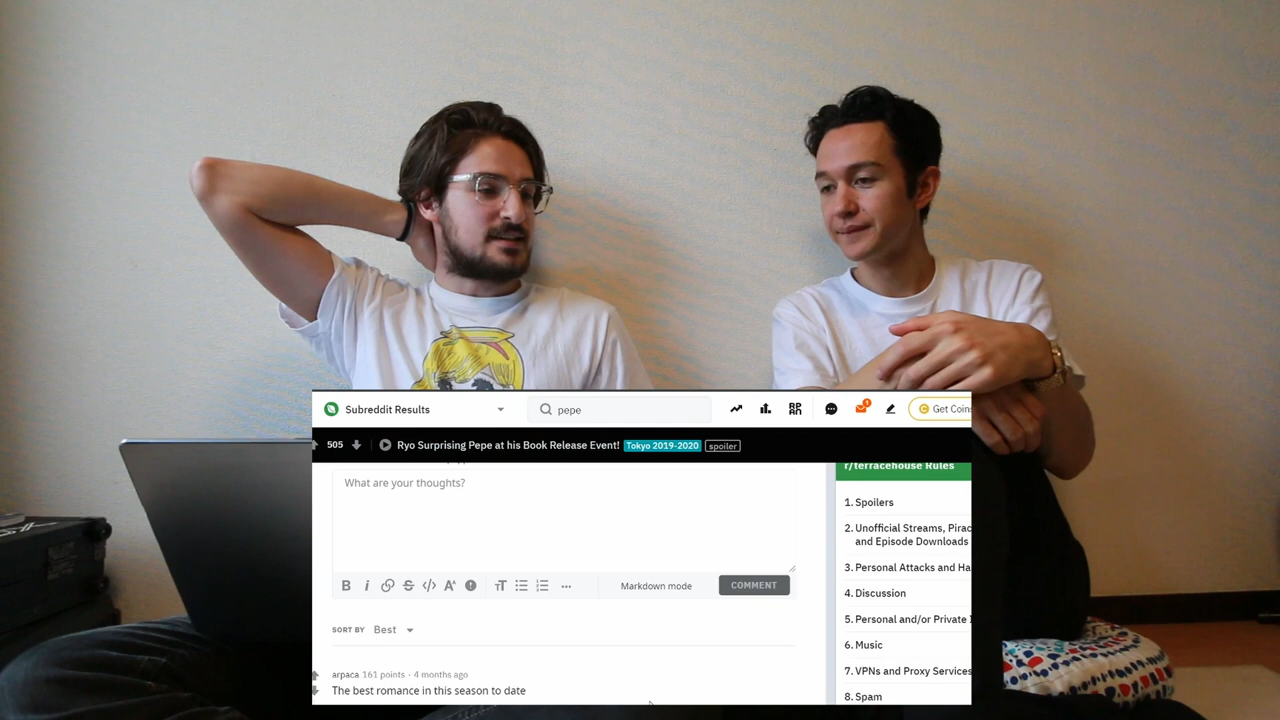 Subreddit Results
pepe
1
Get Coins
505 Ryo Surprising Pepe at his Book Release Event! Tokyo 2019-2020 spoiler
r/terracehouse Rules
What are your thoughts?
1. Spoilers
2. Unofficial Streams, Pirac
and Episode Downloads
3. Personal Attacks and Ha
4. Discussion
5. Personal and/or Private I
6. Music
7. VPNs and Proxy Services
8. Spam
B i S </> A T Markdown mode COMMENT
SORT BY Best
arpaca 161 points · 4 months ago
The best romance in this season to date